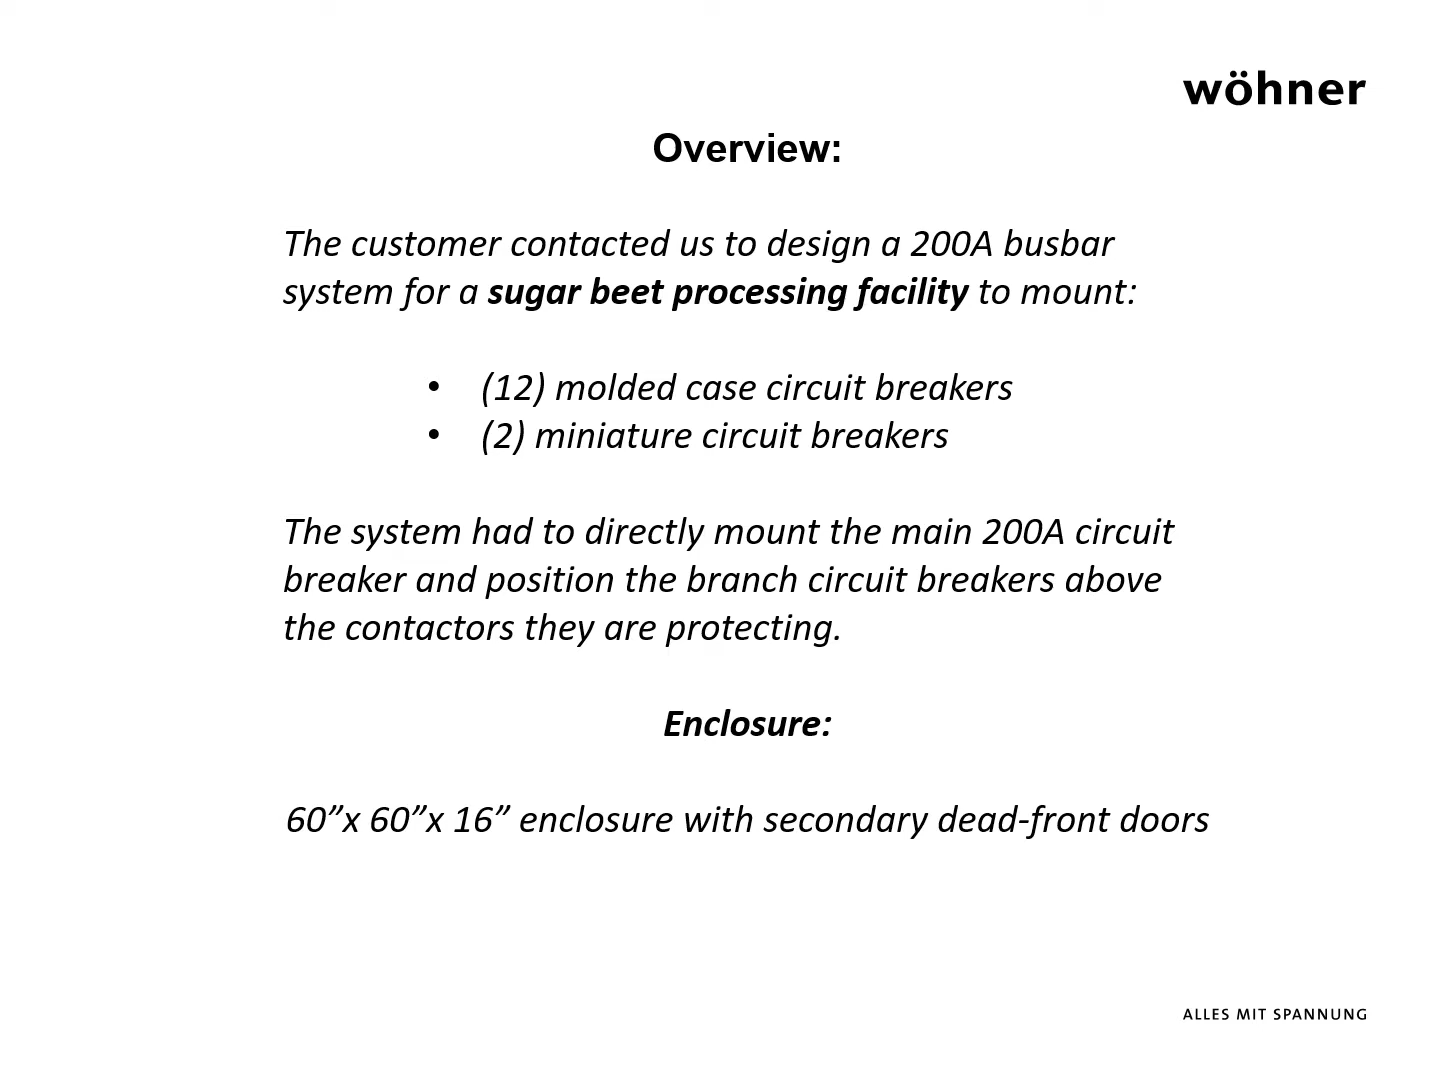 wöhner
Overview:
The customer contacted us to design a 200A busbar
system for a sugar beet processing facility to mount:
• (12) molded case circuit breakers
• (2) miniature circuit breakers
The system had to directly mount the main 200A circuit
breaker and position the branch circuit breakers above
the contactors they are protecting.
Enclosure:
60”x 60”x 16” enclosure with secondary dead-front doors
ALLES MIT SPANNUNG